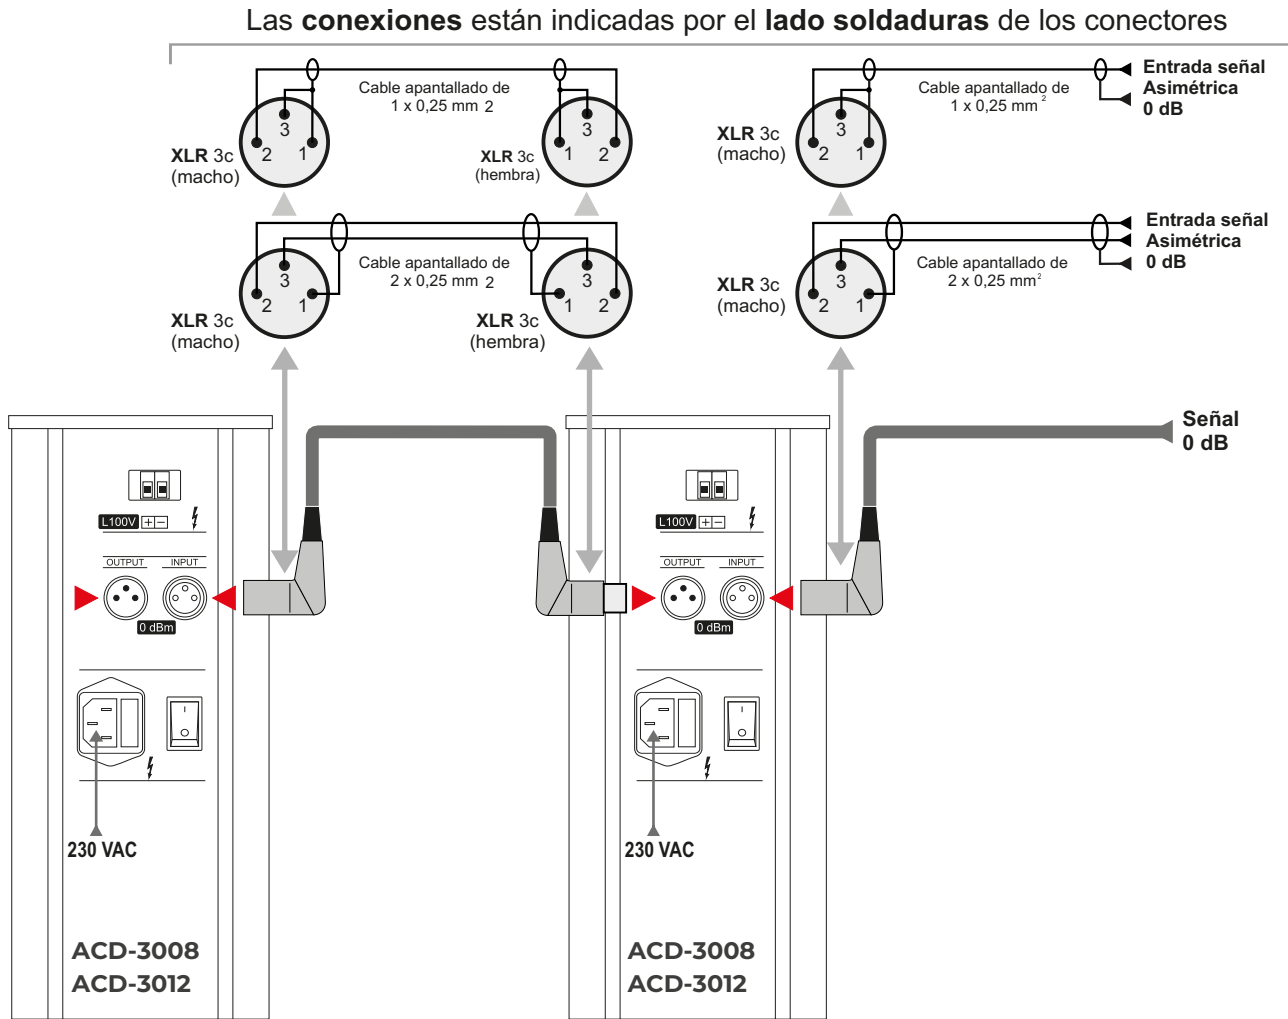 Las conexiones están indicadas por el lado soldaduras de los conectores
Cable apantallado de
1 x 0,25 mm 2
3
2
1
XLR 3c
(macho)
3
1
2
XLR 3c
(hembra)
Cable apantallado de
1 x 0,25 mm 2
3
2
1
XLR 3c
(macho)
Entrada señal
Asimétrica
0 dB
Cable apantallado de
2 x 0,25 mm 2
3
2
1
XLR 3c
(macho)
3
1
2
XLR 3c
(hembra)
Cable apantallado de
2 x 0,25 mm2
3
2
1
XLR 3c
(macho)
Entrada señal
Asimétrica
0 dB
Señal
0 dB
L100V + −
OUTPUT INPUT
0 dBm
230 VAC
ACD-3008
ACD-3012
L100V + −
OUTPUT INPUT
0 dBm
230 VAC
ACD-3008
ACD-3012